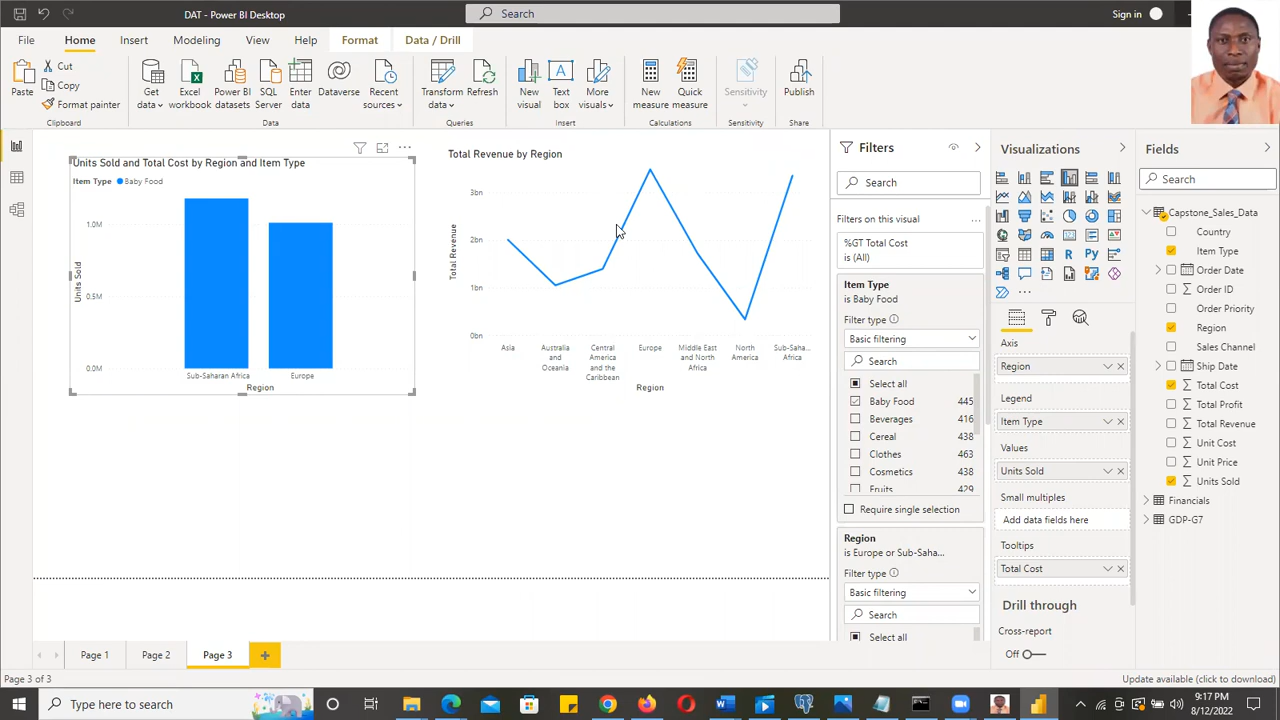 DAT - Power BI Desktop
Search
Sign in
File
Home
Insert
Modeling
View
Help
Format
Data / Drill
Paste
Cut
Copy
Format painter
Get data
Excel workbook
Power BI datasets
SQL Server
Enter data
Dataverse
Recent sources
Transform data
Refresh
New visual
Text box
More visuals
New measure
Quick measure
Sensitivity
Publish
Clipboard
Data
Queries
Insert
Calculations
Sensitivity
Share
Units Sold and Total Cost by Region and Item Type
Item Type
Baby Food
1.0M
0.5M
0.0M
Units Sold
Sub-Saharan Africa
Europe
Region
Total Revenue by Region
3bn
2bn
1bn
0bn
Total Revenue
Asia
Australia and Oceania
Central America and the Caribbean
Europe
Middle East and North Africa
North America
Sub-Saha... Africa
Region
Filters
Search
Filters on this visual
...
%GT Total Cost
is (All)
Item Type
is Baby Food
Filter type
Basic filtering
Search
Select all
Baby Food 445
Beverages 416
Cereal 438
Clothes 463
Cosmetics 438
Fruits 429
Require single selection
Region
is Europe or Sub-Saha...
Filter type
Basic filtering
Search
Select all
Visualizations
R
Py
Axis
Region
Legend
Item Type
Values
Units Sold
Small multiples
Add data fields here
Tooltips
Total Cost
Drill through
Cross-report
Off
Fields
Search
Capstone_Sales_Data
Country
Item Type
Order Date
Order ID
Order Priority
Region
Sales Channel
Ship Date
Total Cost
Total Profit
Total Revenue
Unit Cost
Unit Price
Units Sold
Financials
GDP-G7
Page 1
Page 2
Page 3
Page 3 of 3
Update available (click to download)
Type here to search
9:17 PM
8/12/2022